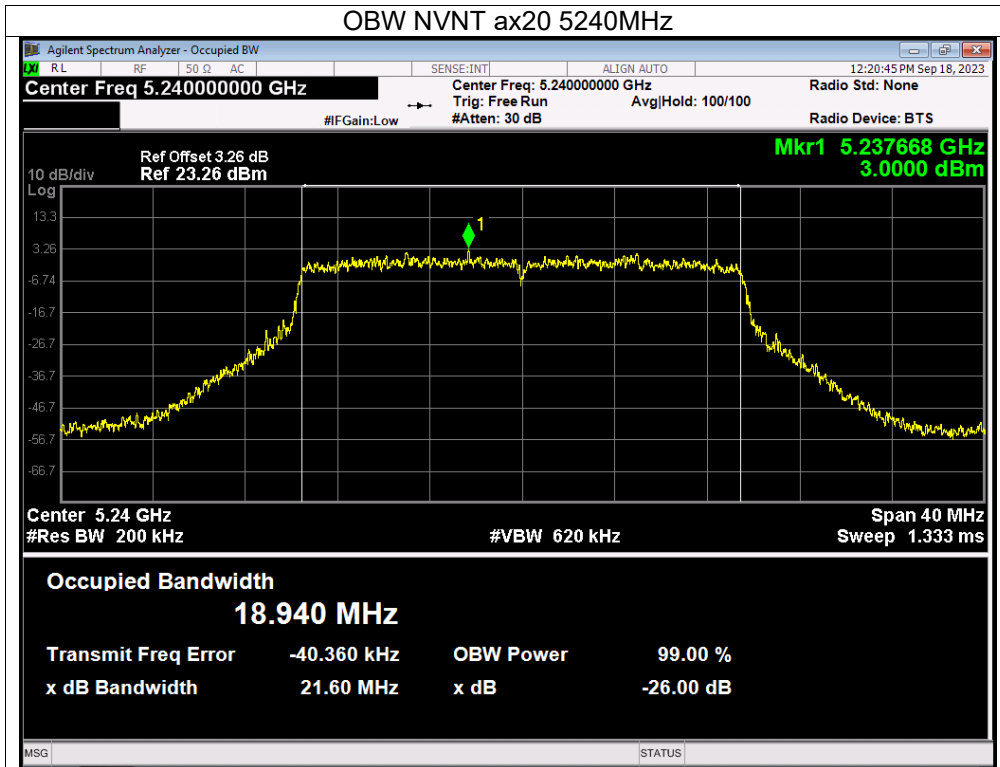 OBW NVNT ax20 5240MHz
Agilent Spectrum Analyzer - Occupied BW
LXI RL RF 50 Ω AC SENSE:INT ALIGN AUTO 12:20:45 PM Sep 18, 2023
Center Freq 5.240000000 GHz Center Freq: 5.240000000 GHz Radio Std: None
Trig: Free Run Avg|Hold: 100/100
#IFGain:Low #Atten: 30 dB Radio Device: BTS
Mkr1 5.237668 GHz
3.0000 dBm
Ref Offset 3.26 dB
10 dB/div Ref 23.26 dBm
Log
13.3
1
3.26
-6.74
-16.7
-26.7
-36.7
-46.7
-56.7
-66.7
Center 5.24 GHz Span 40 MHz
#Res BW 200 kHz #VBW 620 kHz Sweep 1.333 ms
Occupied Bandwidth
18.940 MHz
Transmit Freq Error -40.360 kHz OBW Power 99.00 %
x dB Bandwidth 21.60 MHz x dB -26.00 dB
MSG STATUS